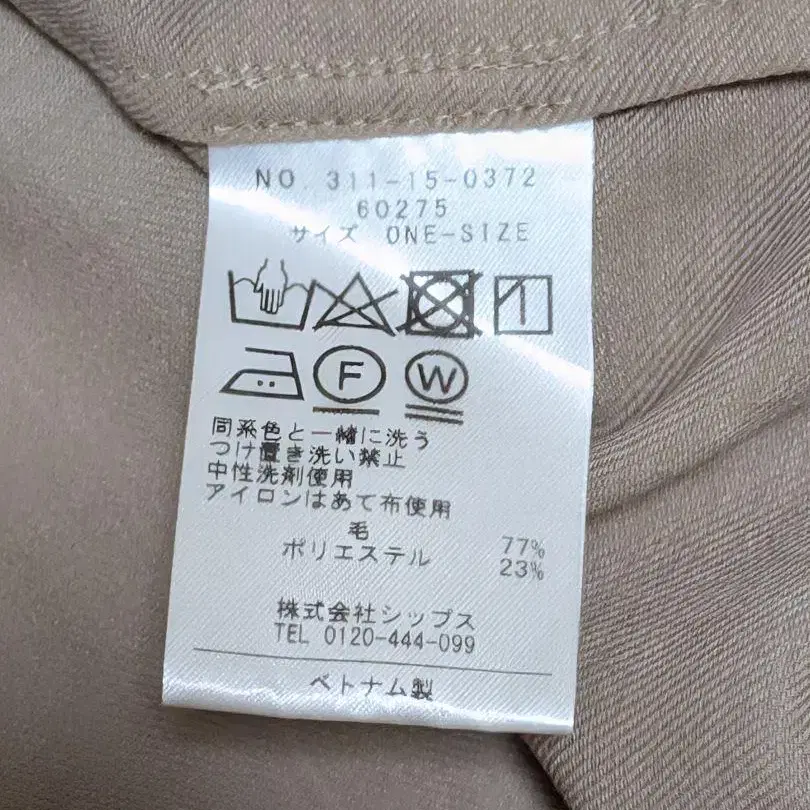 NO. 311-15-0372
60275
サイズ ONE-SIZE
F W
同系色と一緒に洗う
つけ置き洗い禁止
中性洗剤使用
アイロンはあて布使用
毛 77%
ポリエステル 23%
株式会社シップス
TEL 0120-444-099
ベトナム製